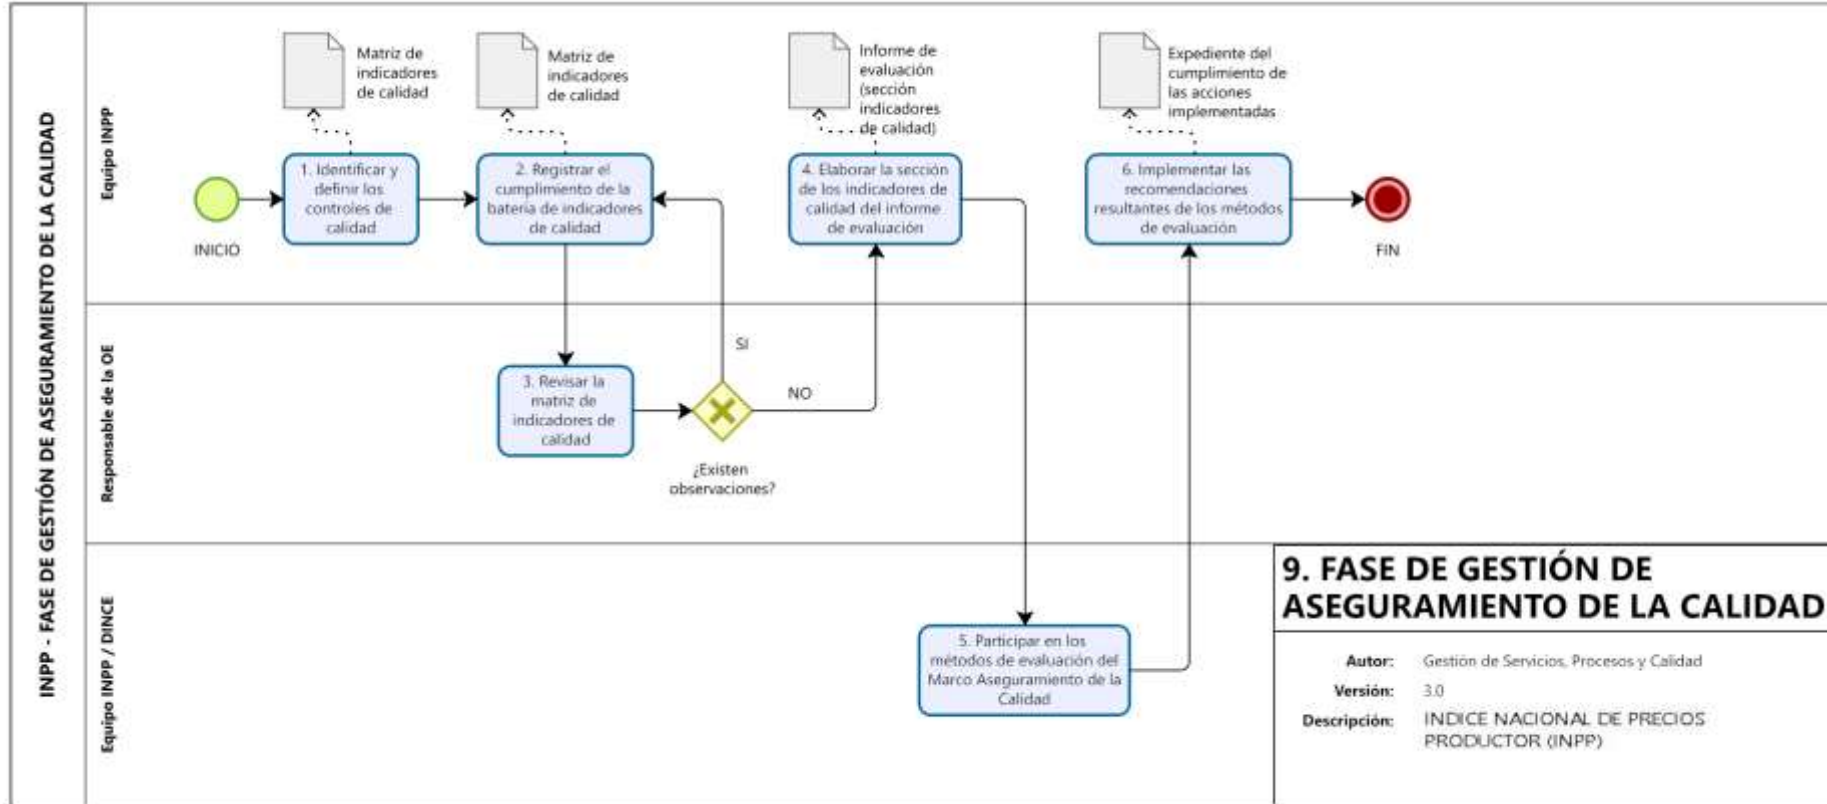 INPP - FASE DE GESTIÓN DE ASEGURAMIENTO DE LA CALIDAD
Equipo INPP
Matriz de
indicadores
de calidad
Matriz de
indicadores
de calidad
Informe de
evaluación
(sección
indicadores
de calidad)
Expediente del
cumplimiento de
las acciones
implementadas
INICIO
1. Identificar y
definir los
controles de
calidad
2. Registrar el
cumplimiento de la
batería de indicadores
de calidad
4. Elaborar la sección
de los indicadores de
calidad del informe
de evaluación
6. Implementar las
recomendaciones
resultantes de los métodos
de evaluación
FIN
Responsable de la OE
3. Revisar la
matriz de
indicadores de
calidad
SI
NO
¿Existen
observaciones?
Equipo INPP / DINCE
5. Participar en los
métodos de evaluación del
Marco Aseguramiento de la
Calidad
9. FASE DE GESTIÓN DE
ASEGURAMIENTO DE LA CALIDAD
Autor: Gestión de Servicios, Procesos y Calidad
Versión: 3.0
Descripción: INDICE NACIONAL DE PRECIOS
PRODUCTOR (INPP)